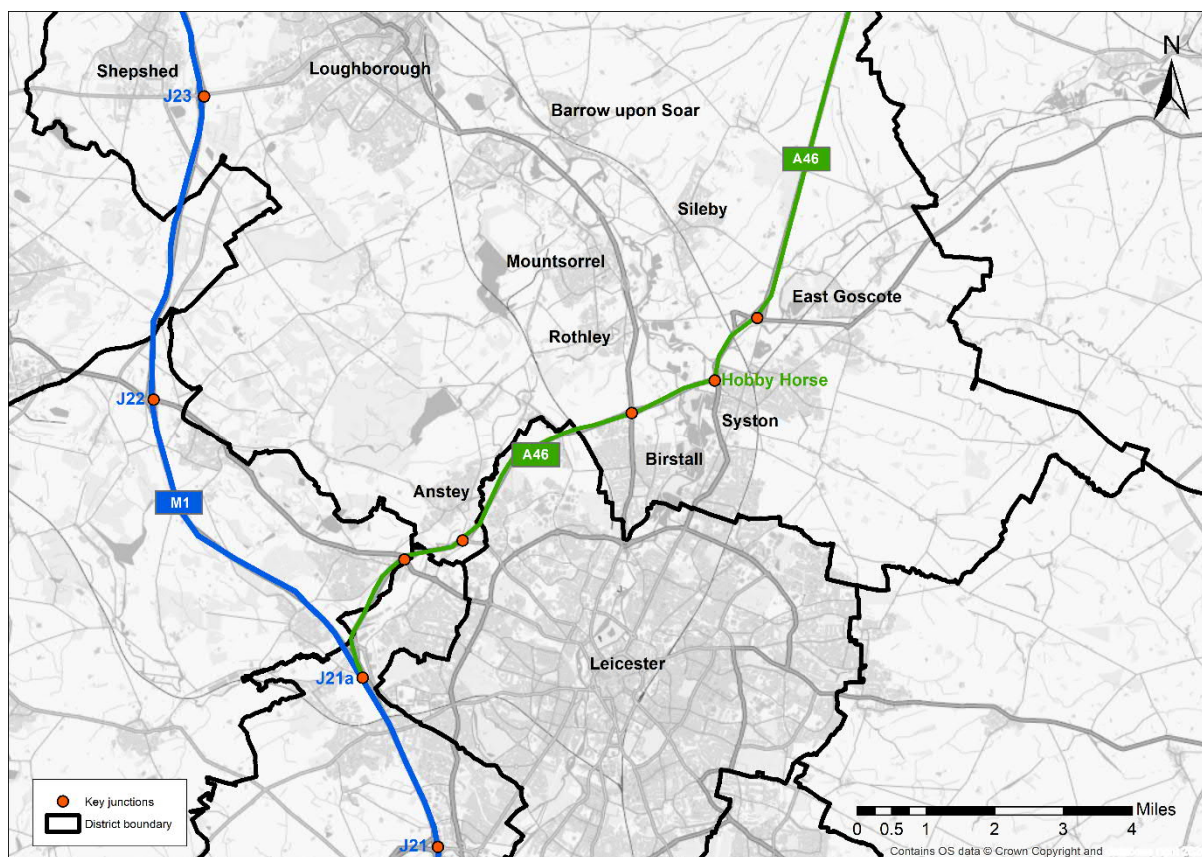 N
Shepshed
Loughborough
J23
Barrow upon Soar
A46
Sileby
Mountsorrel
East Goscote
Rothley
Hobby Horse
J22
Syston
A46
Birstall
Anstey
M1
Leicester
J21a
Key junctions
District boundary
Miles
0 0.5 1 2 3 4
J21
Contains OS data © Crown Copyright and